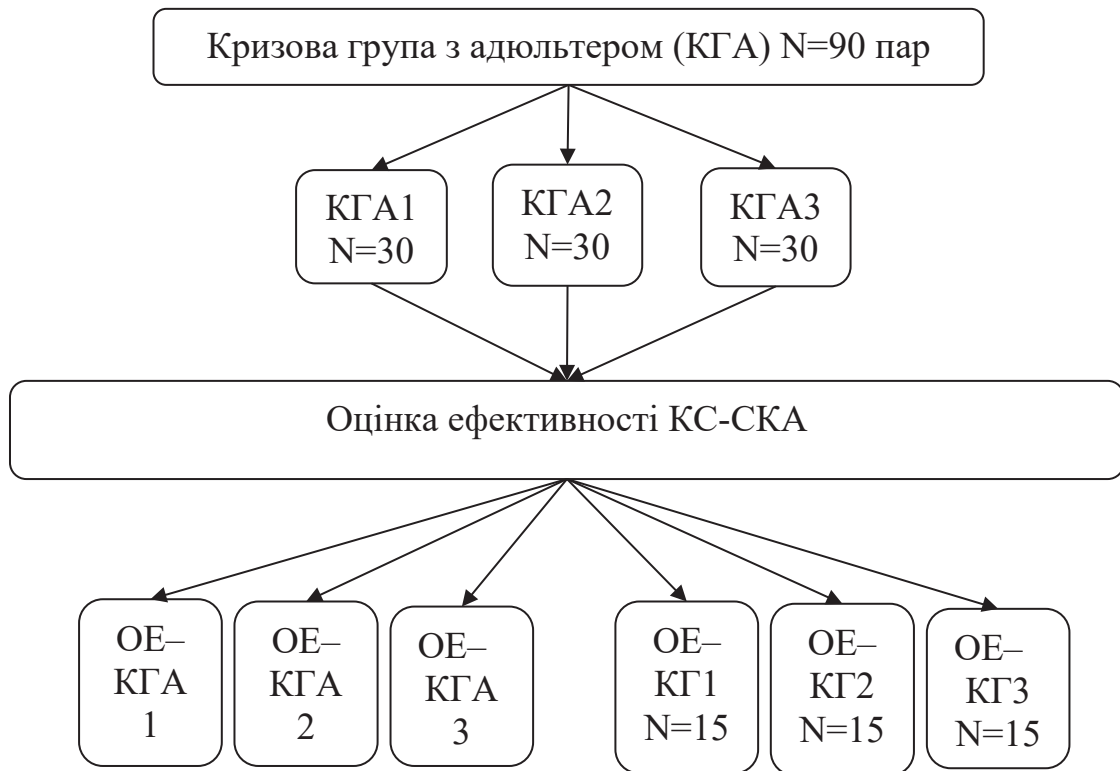 Кризова група з адюльтером (КГА) N=90 пар
КГА1
N=30
КГА2
N=30
КГА3
N=30
Оцінка ефективності КС-СКА
ОЕ–
КГА
1
ОЕ–
КГА
2
ОЕ–
КГА
3
ОЕ–
КГ1
N=15
ОЕ–
КГ2
N=15
ОЕ–
КГ3
N=15